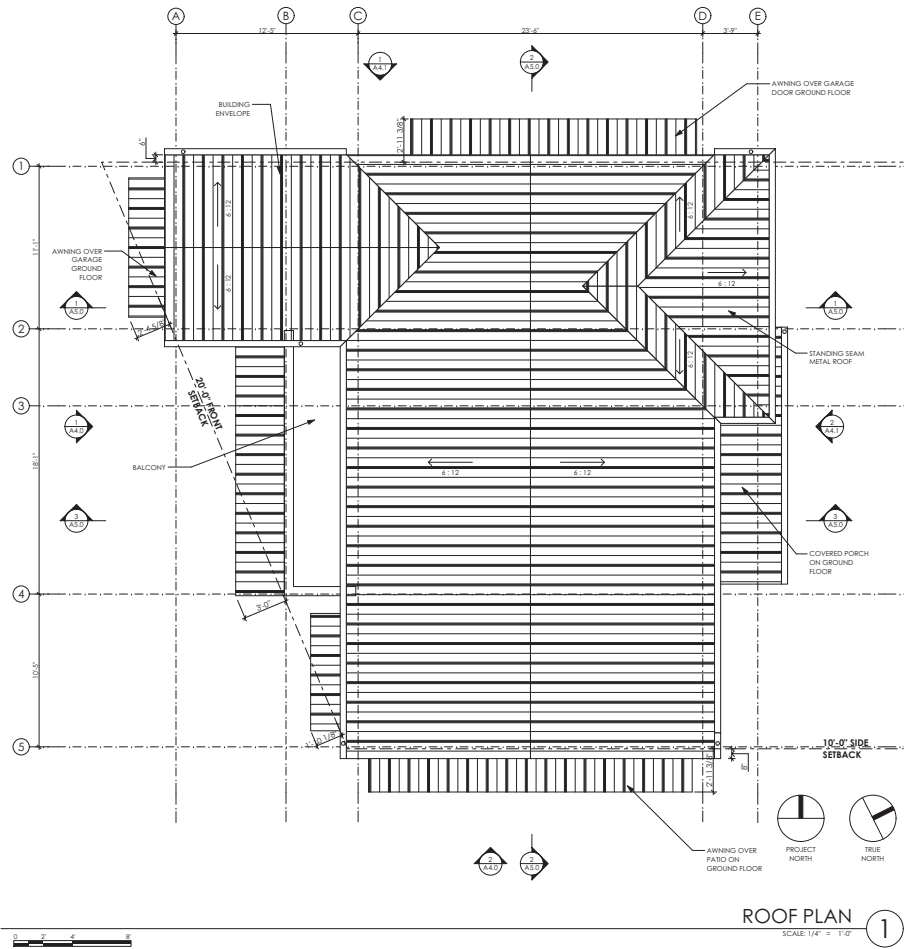 A
B
C
D
E
12'-5"
23'-6"
3'-9"
1
A4.1
2
A5.0
AWNING OVER GARAGE
DOOR GROUND FLOOR
BUILDING
ENVELOPE
2'-11 3/8"
6"
1
6 : 12
6 : 12
11'-1"
AWNING OVER
GARAGE
GROUND
FLOOR
6 : 12
6 : 12
1
A5.0
1
A5.0
2
STANDING SEAM
METAL ROOF
6 : 12
20'-0" FRONT
SETBACK
3
1
A4.0
2
A4.1
18'-1"
BALCONY
6 : 12
6 : 12
3
A5.0
3
A5.0
COVERED PORCH
ON GROUND
FLOOR
4
3'-0"
10'-5"
5
10'-0" SIDE
SETBACK
2'-11 3/8"
8"
PROJECT
NORTH
TRUE
NORTH
2
A4.0
2
A5.0
AWNING OVER
PATIO ON
GROUND FLOOR
ROOF PLAN
1
SCALE: 1/4" = 1'-0"
0 2' 4' 8'